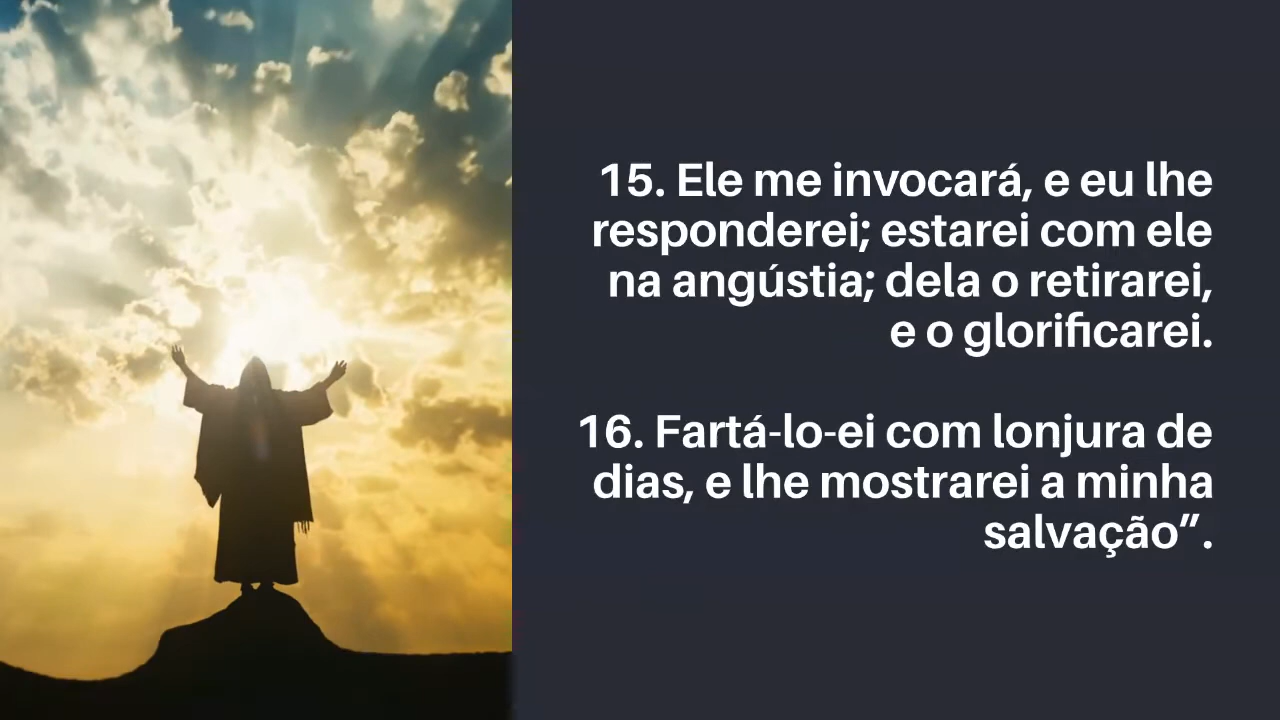 15. Ele me invocará, e eu lhe
responderei; estarei com ele
na angústia; dela o retirarei,
e o glorificarei.
16. Fartá-lo-ei com lonjura de
dias, e lhe mostrarei a minha
salvação”.